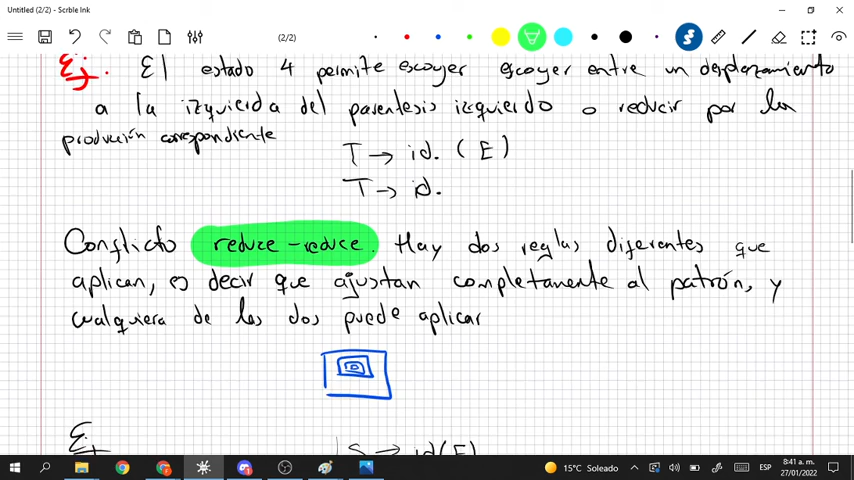 Untitled (2/2) - Scrble Ink
(2/2)
Ej. El estado 4 permite escoger escoger entre un desplazamiento
a la izquierda del parentesis izquierdo o reducir por la
produción correspondiente
T → id. (E)
T → id.
Conflicto reduce-reduce. Hay dos reglas diferentes que
aplican, es decir que ajustan completamente al patrón, y
cualquiera de las dos puede aplicar
Ej
S → id(E)
15°C Soleado
ESP
8:41 a. m.
27/01/2022